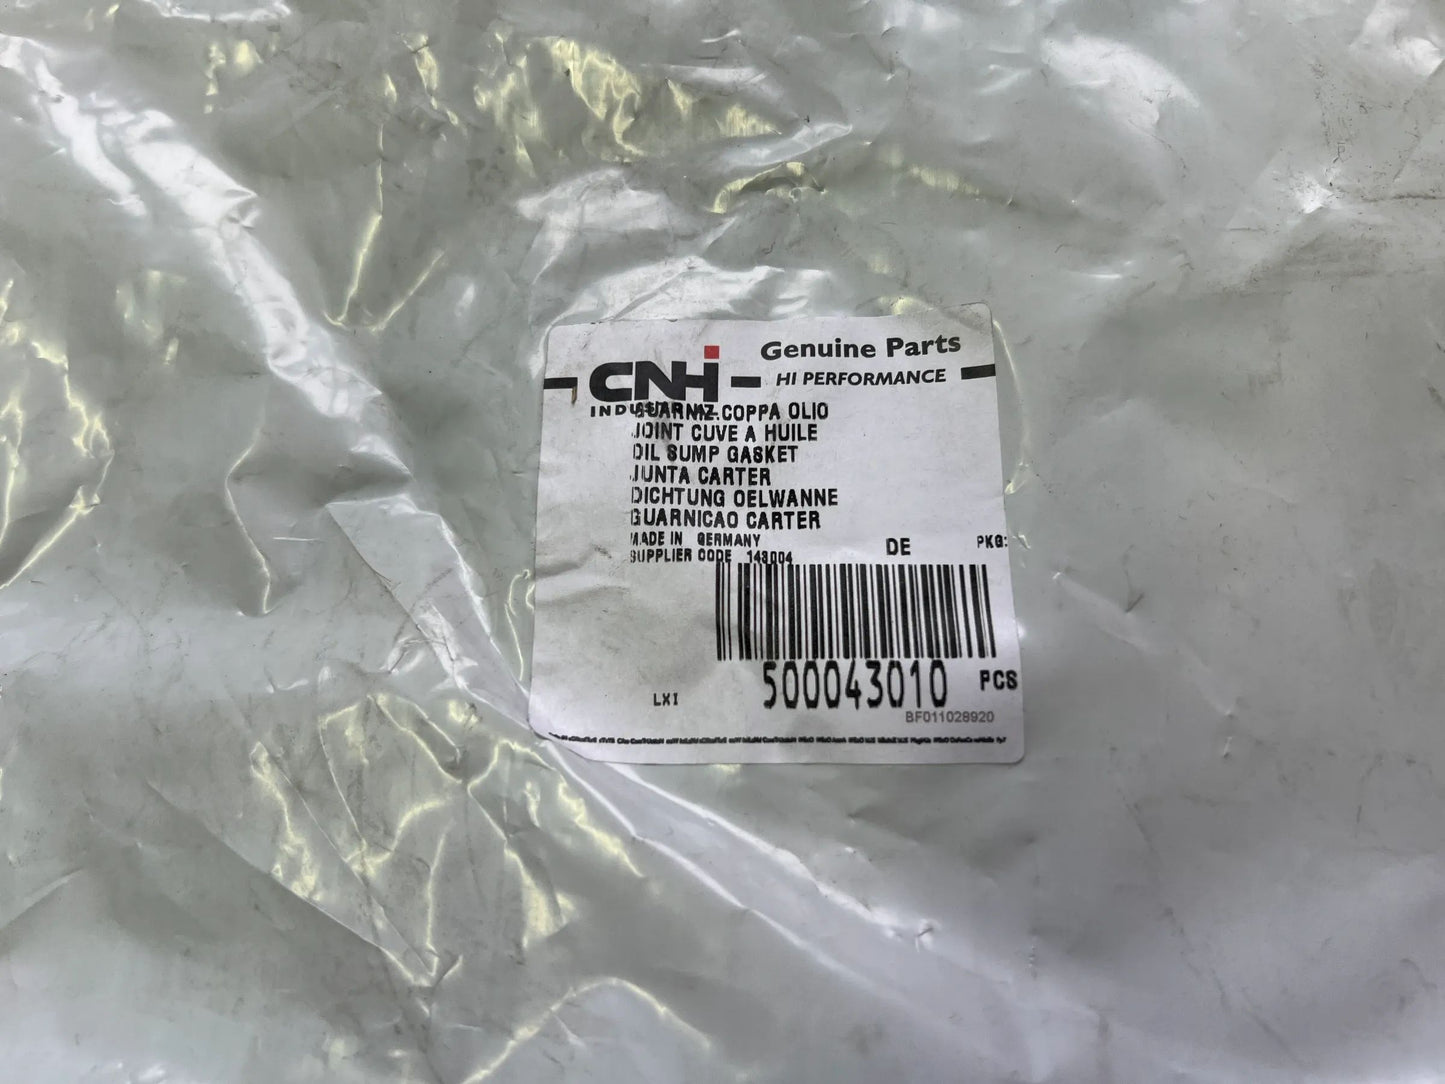 CNH
INDUSTRIAL
Genuine Parts
HI PERFORMANCE
GUARNIZ.COPPA OLIO
JOINT CUVE A HUILE
OIL SUMP GASKET
JUNTA CARTER
DICHTUNG OELWANNE
GUARNICAO CARTER
MADE IN GERMANY
DE
PKG:
SUPPLIER CODE 143004
500043010
PCS
LXI
BF011028920